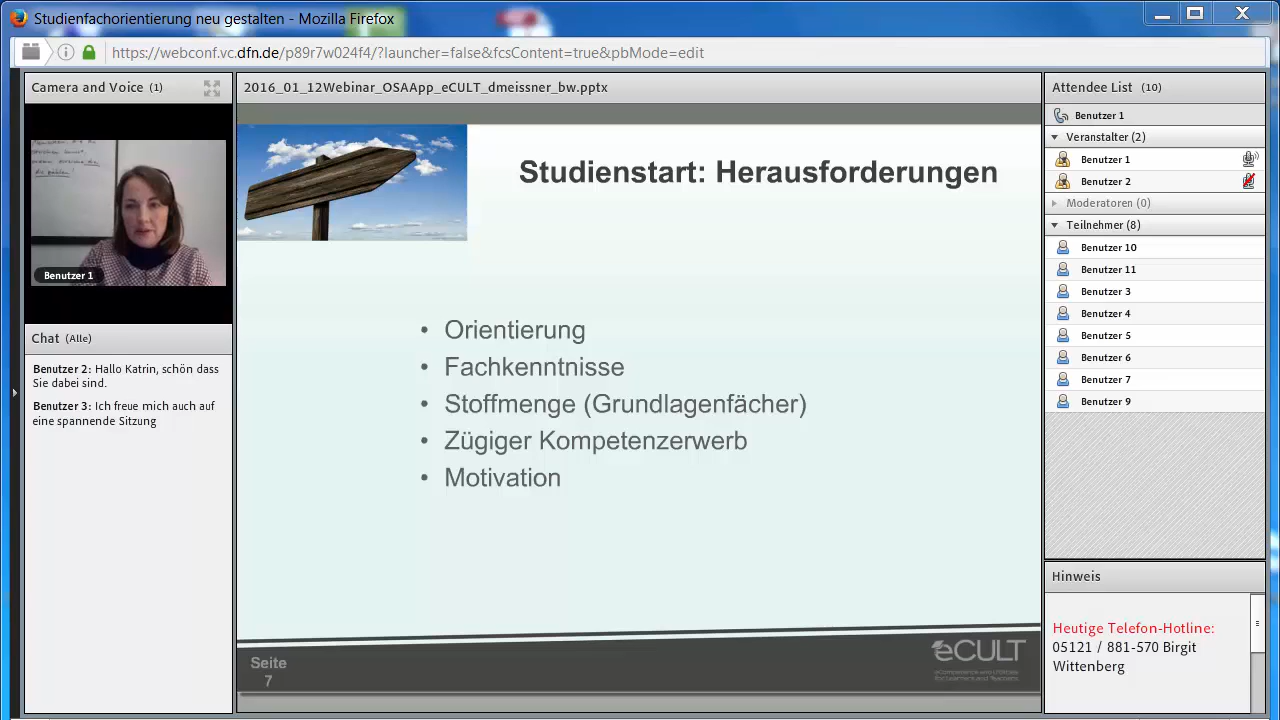 Studienfachorientierung neu gestalten - Mozilla Firefox
https://webconf.vc.dfn.de/p89r7w024f4/?launcher=false&fcsContent=true&pbMode=edit
Camera and Voice (1)
Benutzer 1
Chat (Alle)
Benutzer 2: Hallo Katrin, schön dass
Sie dabei sind.
Benutzer 3: Ich freue mich auch auf
eine spannende Sitzung
2016_01_12Webinar_OSAApp_eCULT_dmeissner_bw.pptx
Studienstart: Herausforderungen
• Orientierung
• Fachkenntnisse
• Stoffmenge (Grundlagenfächer)
• Zügiger Kompetenzerwerb
• Motivation
Seite
7
eCULT
Attendee List (10)
Benutzer 1
Veranstalter (2)
Benutzer 1
Benutzer 2
Moderatoren (0)
Teilnehmer (8)
Benutzer 10
Benutzer 11
Benutzer 3
Benutzer 4
Benutzer 5
Benutzer 6
Benutzer 7
Benutzer 9
Hinweis
Heutige Telefon-Hotline:
05121 / 881-570 Birgit
Wittenberg